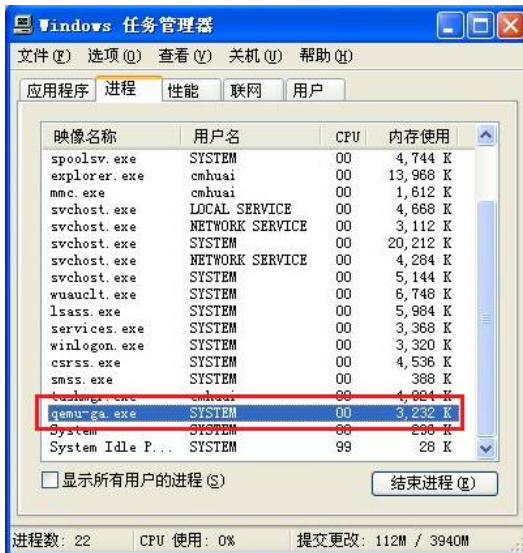 Windows 任务管理器
文件(F) 选项(O) 查看(V) 关机(U) 帮助(H)
应用程序 进程 性能 联网 用户
映像名称 用户名 CPU 内存使用
spoolsv.exe SYSTEM 00 4,744 K
explorer.exe cmhuai 00 13,968 K
mmc.exe cmhuai 00 1,612 K
svchost.exe LOCAL SERVICE 00 4,668 K
svchost.exe NETWORK SERVICE 00 3,112 K
svchost.exe SYSTEM 00 20,212 K
svchost.exe NETWORK SERVICE 00 4,284 K
svchost.exe SYSTEM 00 5,144 K
wuauclt.exe SYSTEM 00 6,748 K
lsass.exe SYSTEM 00 5,984 K
services.exe SYSTEM 00 3,368 K
winlogon.exe SYSTEM 00 3,320 K
csrss.exe SYSTEM 00 4,536 K
smss.exe SYSTEM 00 388 K
taskmgr.exe cmhuai 00 K
qemu-ga.exe SYSTEM 00 3,232 K
System SYSTEM 00 K
System Idle P... SYSTEM 99 28 K
显示所有用户的进程(S) 结束进程(E)
进程数: 22 CPU 使用: 0% 提交更改: 112M / 3940M